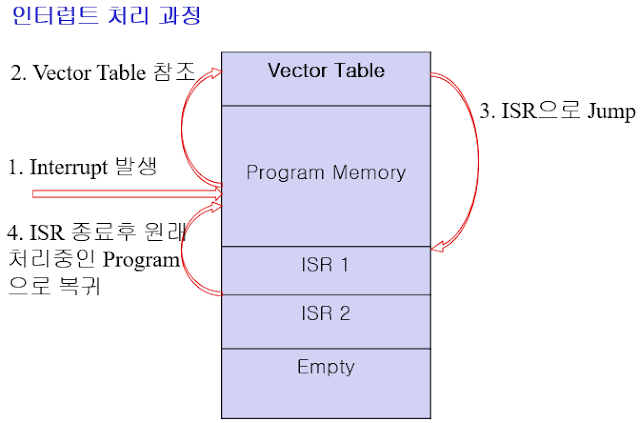 인터럽트 처리 과정
2. Vector Table 참조
Vector Table
3. ISR으로 Jump
1. Interrupt 발생
Program Memory
4. ISR 종료후 원래
처리중인 Program
으로 복귀
ISR 1
ISR 2
Empty